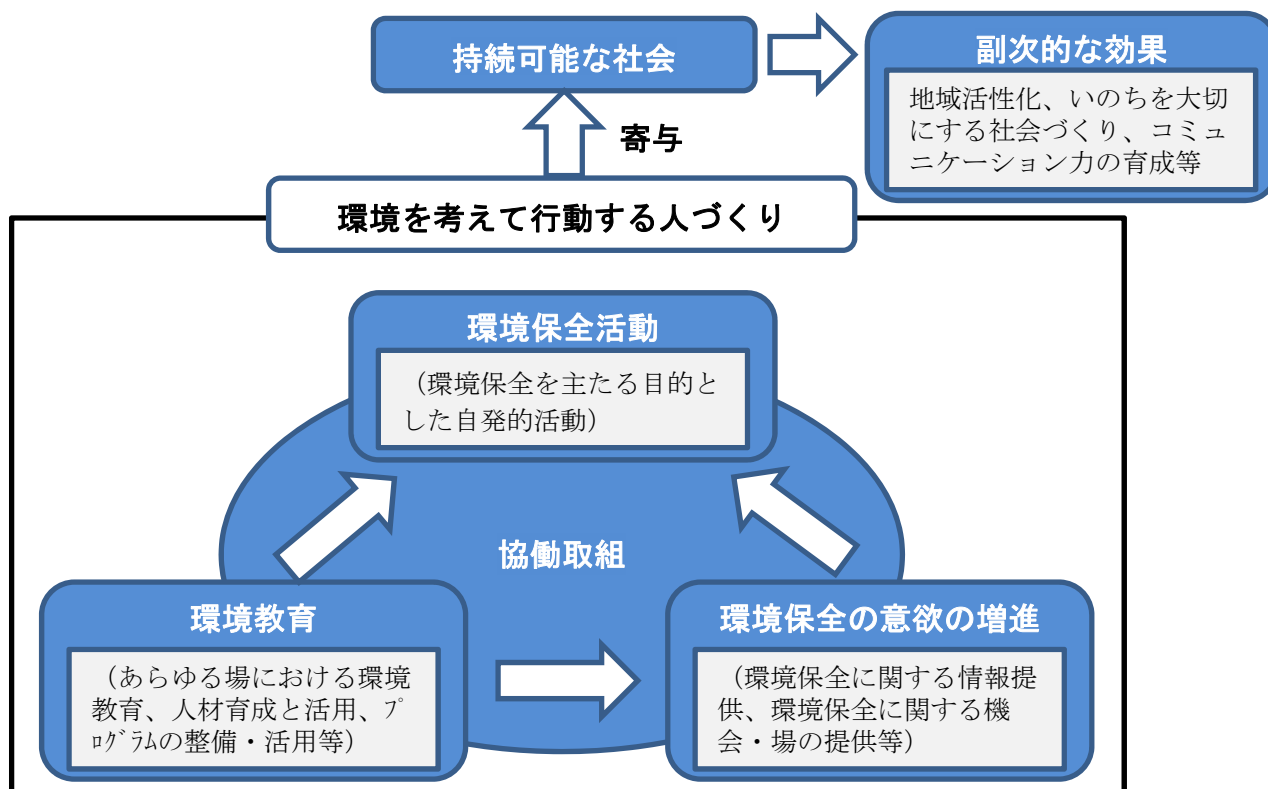 持続可能な社会
副次的な効果
地域活性化、いのちを大切
にする社会づくり、コミュ
ニケーション力の育成等
寄与
環境を考えて行動する人づくり
環境保全活動
（環境保全を主たる目的と
した自発的活動）
協働取組
環境教育
（あらゆる場における環境
教育、人材育成と活用、ﾌﾟ
ﾛｸﾞﾗﾑの整備・活用等）
環境保全の意欲の増進
（環境保全に関する情報提
供、環境保全に関する機
会・場の提供等）